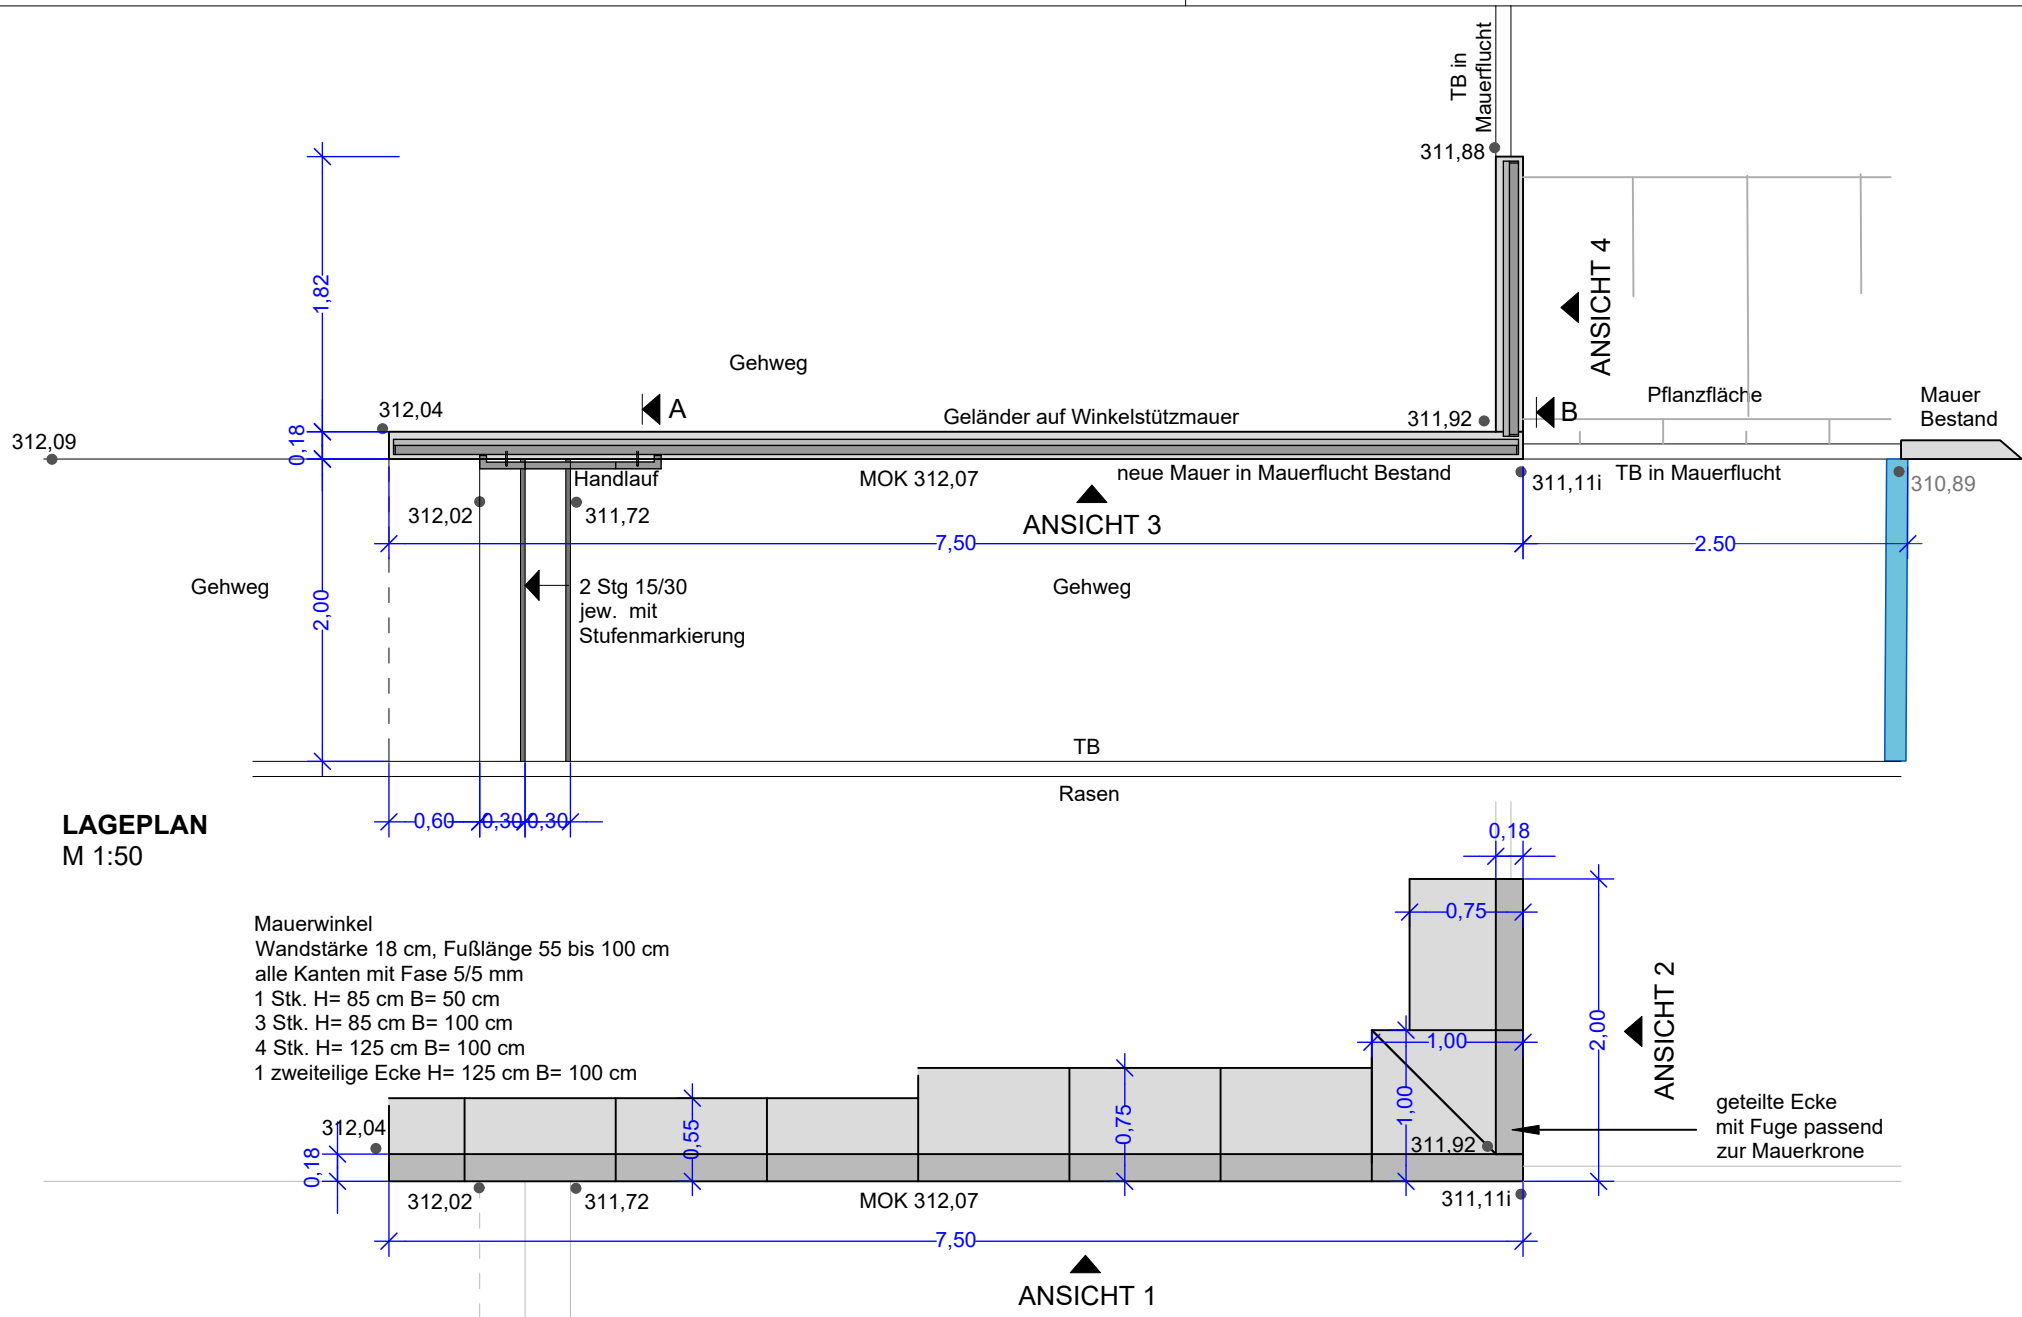 TB in
Mauerflucht
311,88
1,82
ANSICHT 4
Gehweg
A
312,04
Geländer auf Winkelstützmauer
311,92
B
Pflanzfläche
Mauer
Bestand
312,09
0,18
Handlauf
MOK 312,07
neue Mauer in Mauerflucht Bestand
311,11i
TB in Mauerflucht
310,89
312,02
311,72
ANSICHT 3
7,50
2.50
Gehweg
2,00
2 Stg 15/30
jew. mit
Stufenmarkierung
Gehweg
TB
Rasen
LAGEPLAN
M 1:50
0,60
0,30
0,30
0,18
Mauerwinkel
Wandstärke 18 cm, Fußlänge 55 bis 100 cm
alle Kanten mit Fase 5/5 mm
1 Stk. H= 85 cm B= 50 cm
3 Stk. H= 85 cm B= 100 cm
4 Stk. H= 125 cm B= 100 cm
1 zweiteilige Ecke H= 125 cm B= 100 cm
0,75
2,00
ANSICHT 2
1,00
1,00
0,75
0,55
geteilte Ecke
mit Fuge passend
zur Mauerkrone
312,04
0,18
311,92
312,02
311,72
MOK 312,07
311,11i
7,50
ANSICHT 1